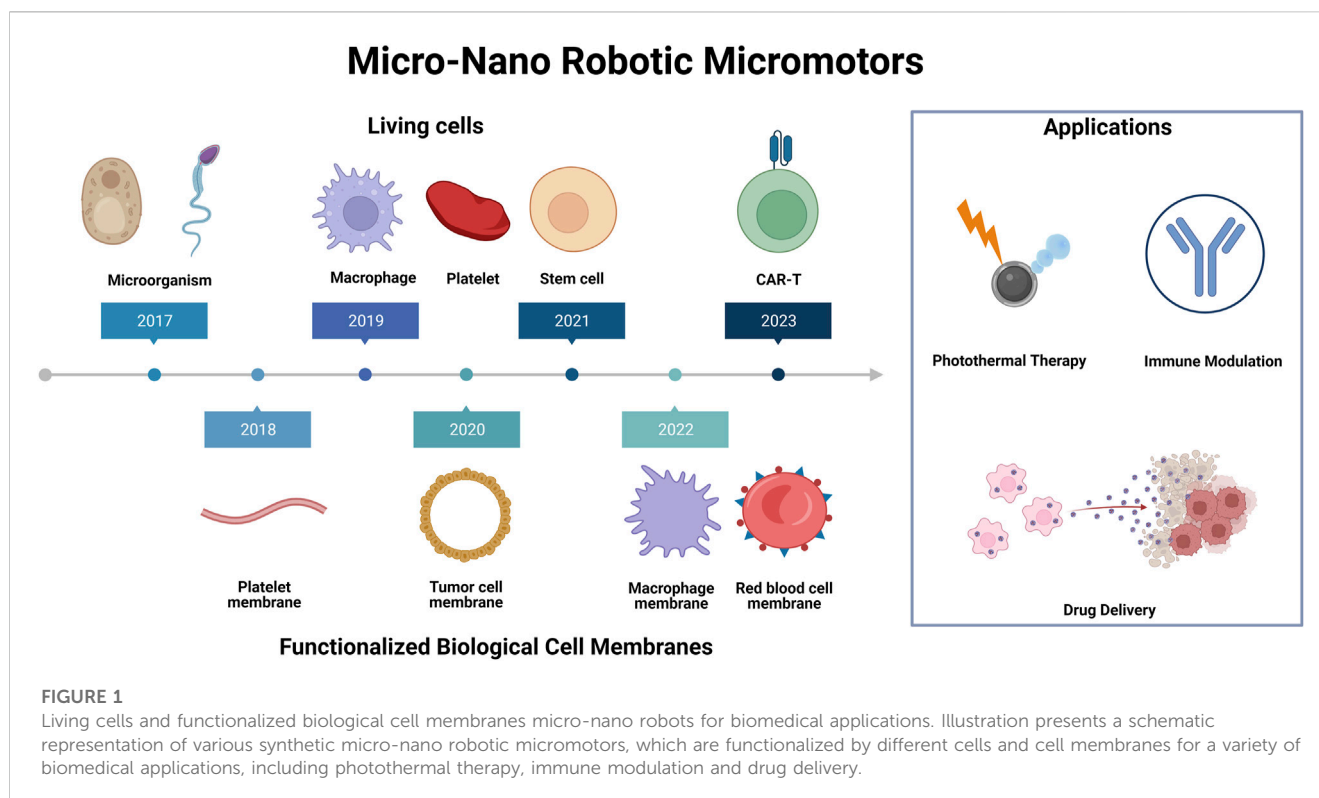 Micro-Nano Robotic Micromotors
Living cells
Microorganism
Macrophage
Platelet
Stem cell
CAR-T
2017
2019
2021
2023
2018
2020
2022
Platelet
membrane
Tumor cell
membrane
Macrophage
membrane
Red blood cell
membrane
Functionalized Biological Cell Membranes
Applications
Photothermal Therapy
Immune Modulation
Drug Delivery
FIGURE 1
Living cells and functionalized biological cell membranes micro-nano robots for biomedical applications. Illustration presents a schematic
representation of various synthetic micro-nano robotic micromotors, which are functionalized by different cells and cell membranes for a variety of
biomedical applications, including photothermal therapy, immune modulation and drug delivery.